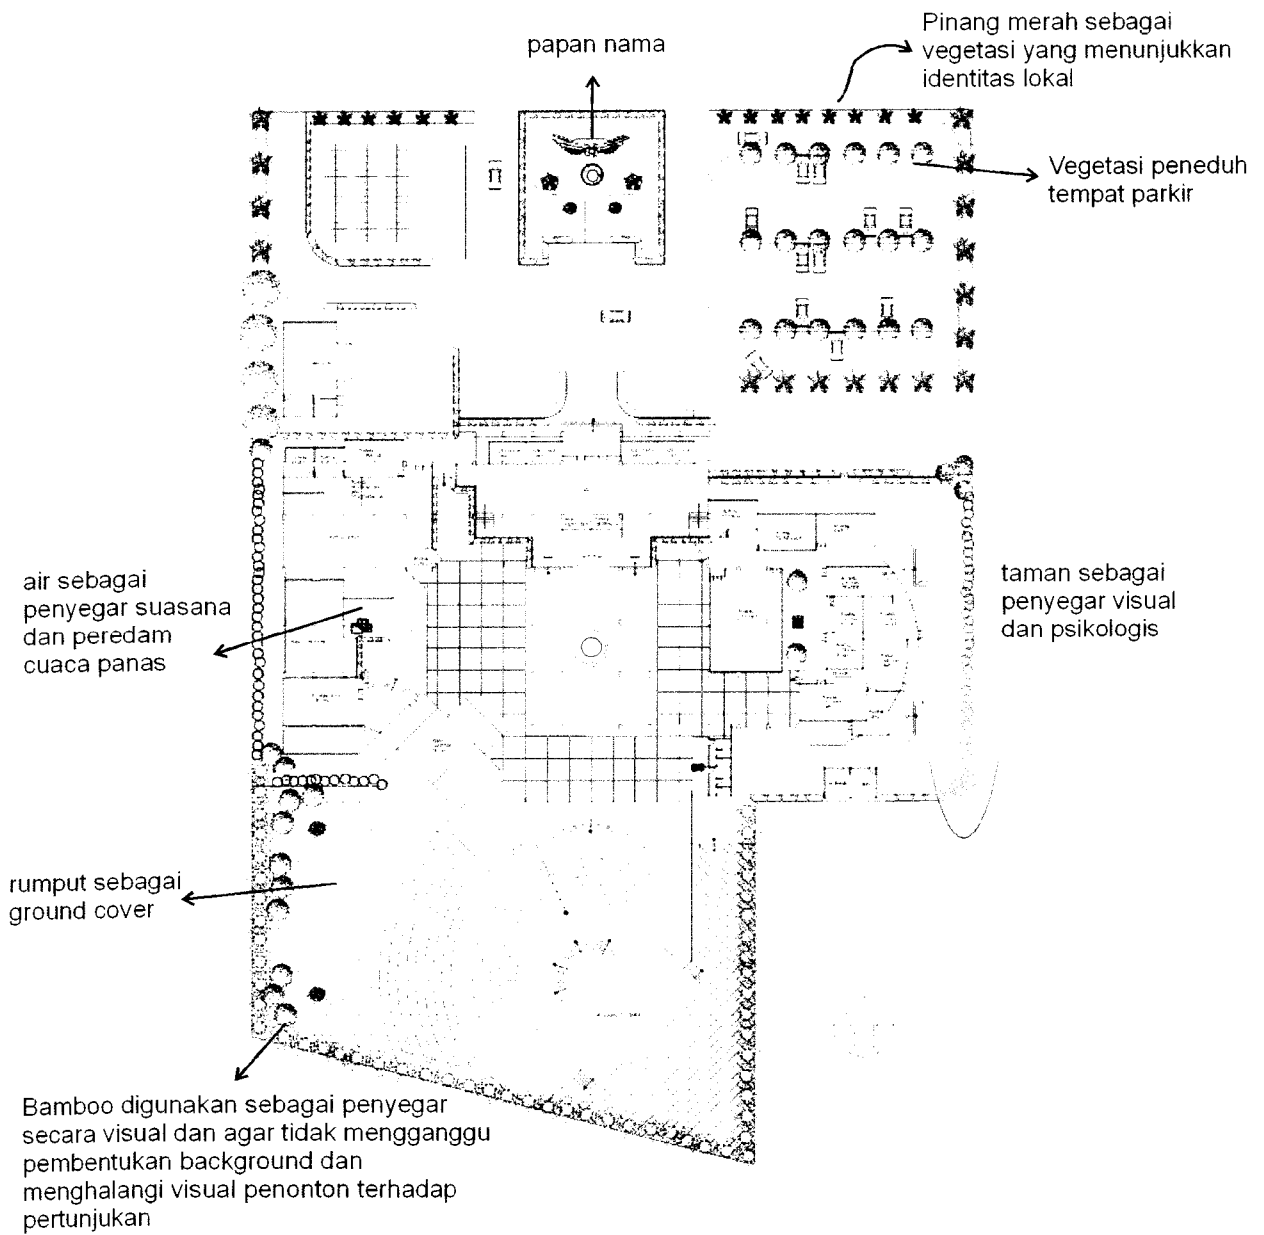 papan nama
Pinang merah sebagai
vegetasi yang menunjukkan
identitas lokal
Vegetasi peneduh
tempat parkir
air sebagai
penyegar suasana
dan peredam
cuaca panas
taman sebagai
penyegar visual
dan psikologis
rumput sebagai
ground cover
Bamboo digunakan sebagai penyegar
secara visual dan agar tidak mengganggu
pembentukan background dan
menghalangi visual penonton terhadap
pertunjukan